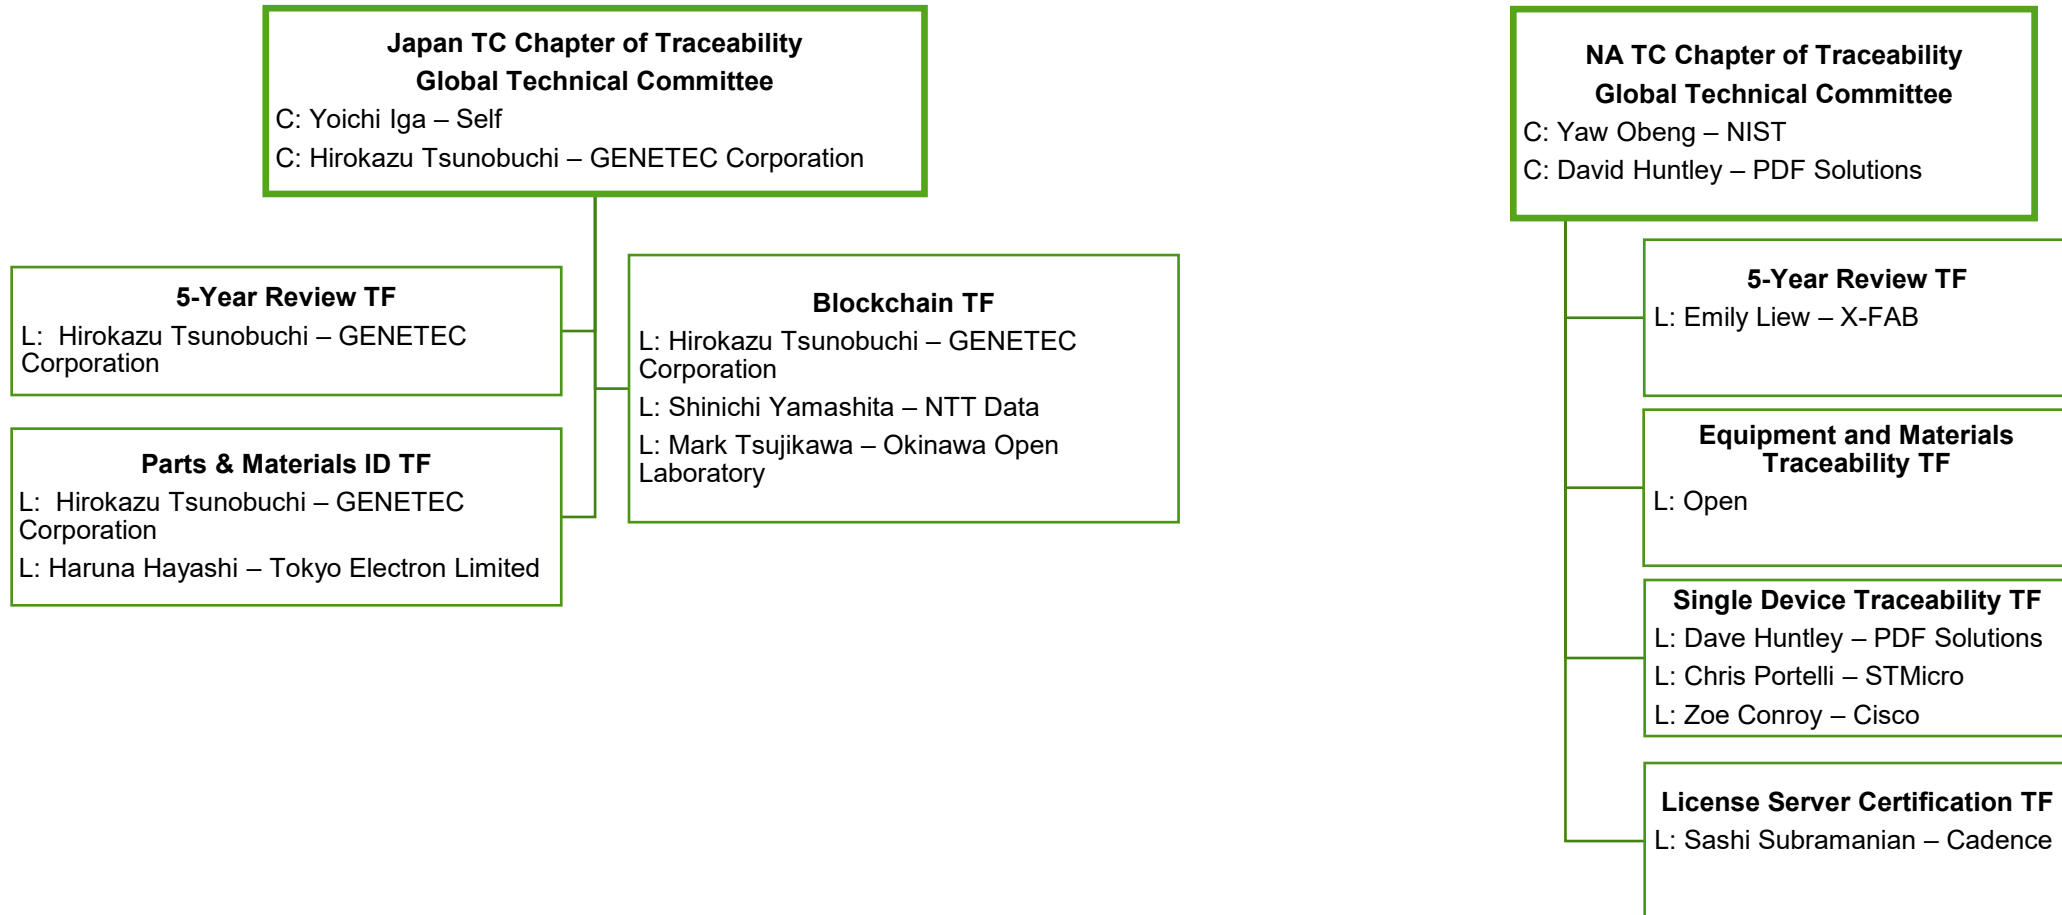 Japan TC Chapter of Traceability
Global Technical Committee
C: Yoichi Iga – Self
C: Hirokazu Tsunobuchi – GENETEC Corporation
5-Year Review TF
L:  Hirokazu Tsunobuchi – GENETEC
Corporation
Parts & Materials ID TF
L:  Hirokazu Tsunobuchi – GENETEC
Corporation
L: Haruna Hayashi – Tokyo Electron Limited
Blockchain TF
L: Hirokazu Tsunobuchi – GENETEC
Corporation
L: Shinichi Yamashita – NTT Data
L: Mark Tsujikawa – Okinawa Open
Laboratory
NA TC Chapter of Traceability
Global Technical Committee
C: Yaw Obeng – NIST
C: David Huntley – PDF Solutions
5-Year Review TF
L: Emily Liew – X-FAB
Equipment and Materials
Traceability TF
L: Open
Single Device Traceability TF
L: Dave Huntley – PDF Solutions
L: Chris Portelli – STMicro
L: Zoe Conroy – Cisco
License Server Certification TF
L: Sashi Subramanian – Cadence